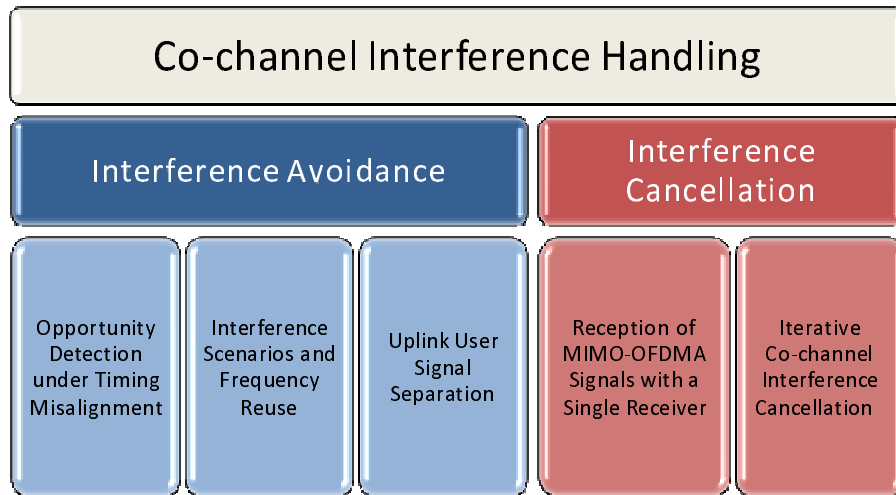 Co-channel Interference Handling
Interference Avoidance
Interference
Cancellation
Opportunity
Detection
under Timing
Misalignment
Interference
Scenarios and
Frequency
Reuse
Uplink User
Signal
Separation
Reception of
MIMO-OFDMA
Signals with a
Single Receiver
Iterative
Co-channel
Interference
Cancellation